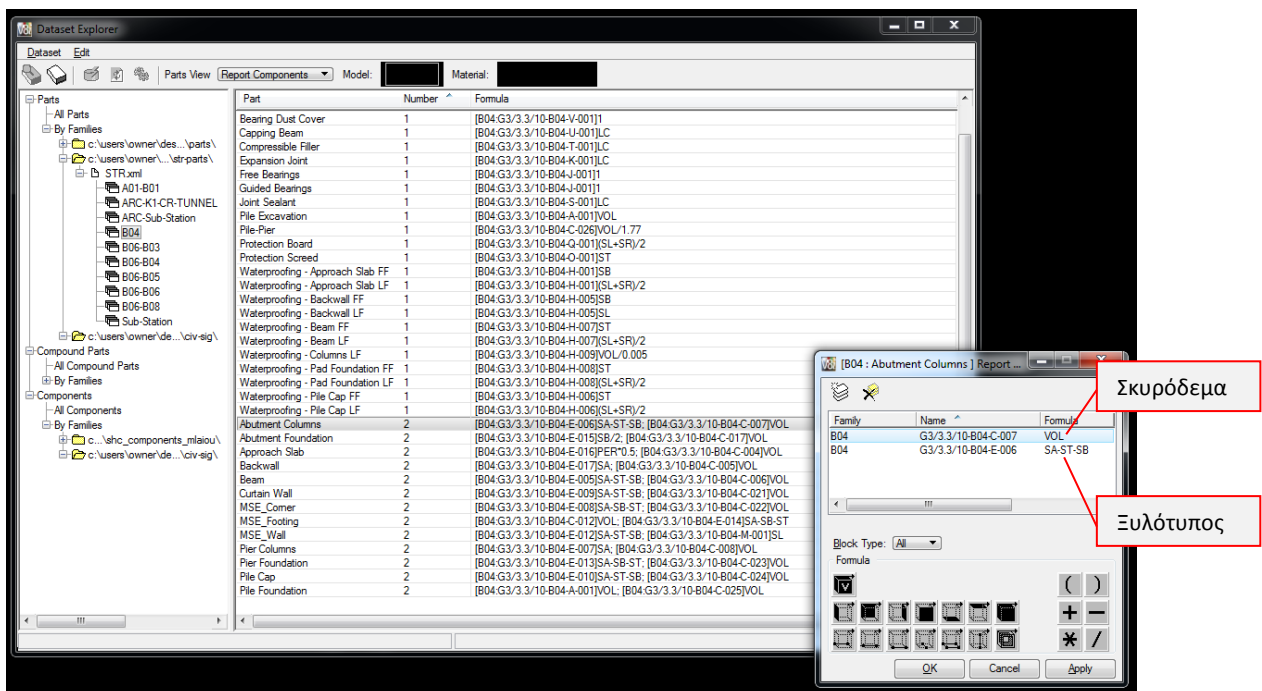 Dataset Explorer
Dataset Edit
Parts View Report Components Model: Material:
Parts
All Parts
By Families
c:\users\owner\des...\parts\
c:\users\owner\...\str-parts\
STR.xml
A01-B01
ARC-K1-CR-TUNNEL
ARC-Sub-Station
B04
B06-B03
B06-B04
B06-B05
B06-B06
B06-B08
Sub-Station
c:\users\owner\de...\civ-sig\
Compound Parts
All Compound Parts
By Families
Components
All Components
By Families
c...\shc_components_mlaiou\
c:\users\owner\de...\civ-sig\
Part Number Formula
Bearing Dust Cover 1 [B04:G3/3.3/10-B04-V-001]1
Capping Beam 1 [B04:G3/3.3/10-B04-U-001]LC
Compressible Filler 1 [B04:G3/3.3/10-B04-T-001]LC
Expansion Joint 1 [B04:G3/3.3/10-B04-K-001]LC
Free Bearings 1 [B04:G3/3.3/10-B04-J-001]1
Guided Bearings 1 [B04:G3/3.3/10-B04-J-001]1
Joint Sealant 1 [B04:G3/3.3/10-B04-S-001]LC
Pile Excavation 1 [B04:G3/3.3/10-B04-A-001]VOL
Pile-Pier 1 [B04:G3/3.3/10-B04-C-026]VOL/1.77
Protection Board 1 [B04:G3/3.3/10-B04-Q-001](SL+SR)/2
Protection Screed 1 [B04:G3/3.3/10-B04-O-001]ST
Waterproofing - Approach Slab FF 1 [B04:G3/3.3/10-B04-H-001]SB
Waterproofing - Approach Slab LF 1 [B04:G3/3.3/10-B04-H-001](SL+SR)/2
Waterproofing - Backwall FF 1 [B04:G3/3.3/10-B04-H-005]SB
Waterproofing - Backwall LF 1 [B04:G3/3.3/10-B04-H-005]SL
Waterproofing - Beam FF 1 [B04:G3/3.3/10-B04-H-007]ST
Waterproofing - Beam LF 1 [B04:G3/3.3/10-B04-H-007](SL+SR)/2
Waterproofing - Columns LF 1 [B04:G3/3.3/10-B04-H-009]VOL/0.005
Waterproofing - Pad Foundation FF 1 [B04:G3/3.3/10-B04-H-008]ST
Waterproofing - Pad Foundation LF 1 [B04:G3/3.3/10-B04-H-008](SL+SR)/2
Waterproofing - Pile Cap FF 1 [B04:G3/3.3/10-B04-H-006]ST
Waterproofing - Pile Cap LF 1 [B04:G3/3.3/10-B04-H-006](SL+SR)/2
Abutment Columns 2 [B04:G3/3.3/10-B04-E-006]SA-ST-SB; [B04:G3/3.3/10-B04-C-007]VOL
Abutment Foundation 2 [B04:G3/3.3/10-B04-E-015]SB/2; [B04:G3/3.3/10-B04-C-017]VOL
Approach Slab 2 [B04:G3/3.3/10-B04-E-016]PER*0.5; [B04:G3/3.3/10-B04-C-004]VOL
Backwall 2 [B04:G3/3.3/10-B04-E-017]SA; [B04:G3/3.3/10-B04-C-005]VOL
Beam 2 [B04:G3/3.3/10-B04-E-005]SA-ST-SB; [B04:G3/3.3/10-B04-C-006]VOL
Curtain Wall 2 [B04:G3/3.3/10-B04-E-009]SA-ST-SB; [B04:G3/3.3/10-B04-C-021]VOL
MSE_Corner 2 [B04:G3/3.3/10-B04-E-008]SA-SB-ST; [B04:G3/3.3/10-B04-C-022]VOL
MSE_Footing 2 [B04:G3/3.3/10-B04-C-012]VOL; [B04:G3/3.3/10-B04-E-014]SA-SB-ST
MSE_Wall 2 [B04:G3/3.3/10-B04-E-012]SA-ST-SB; [B04:G3/3.3/10-B04-M-001]SL
Pier Columns 2 [B04:G3/3.3/10-B04-E-007]SA; [B04:G3/3.3/10-B04-C-008]VOL
Pier Foundation 2 [B04:G3/3.3/10-B04-E-013]SA-SB-ST; [B04:G3/3.3/10-B04-C-023]VOL
Pile Cap 2 [B04:G3/3.3/10-B04-E-010]SA-ST-SB; [B04:G3/3.3/10-B04-C-024]VOL
Pile Foundation 2 [B04:G3/3.3/10-B04-A-001]VOL; [B04:G3/3.3/10-B04-C-025]VOL
[B04 : Abutment Columns ] Report ...
Family Name Formula
B04 G3/3.3/10-B04-C-007 VOL
B04 G3/3.3/10-B04-E-006 SA-ST-SB
Block Type: All
Formula
V ( )
+ −
* /
OK Cancel Apply
Σκυρόδεμα
Ξυλότυπος